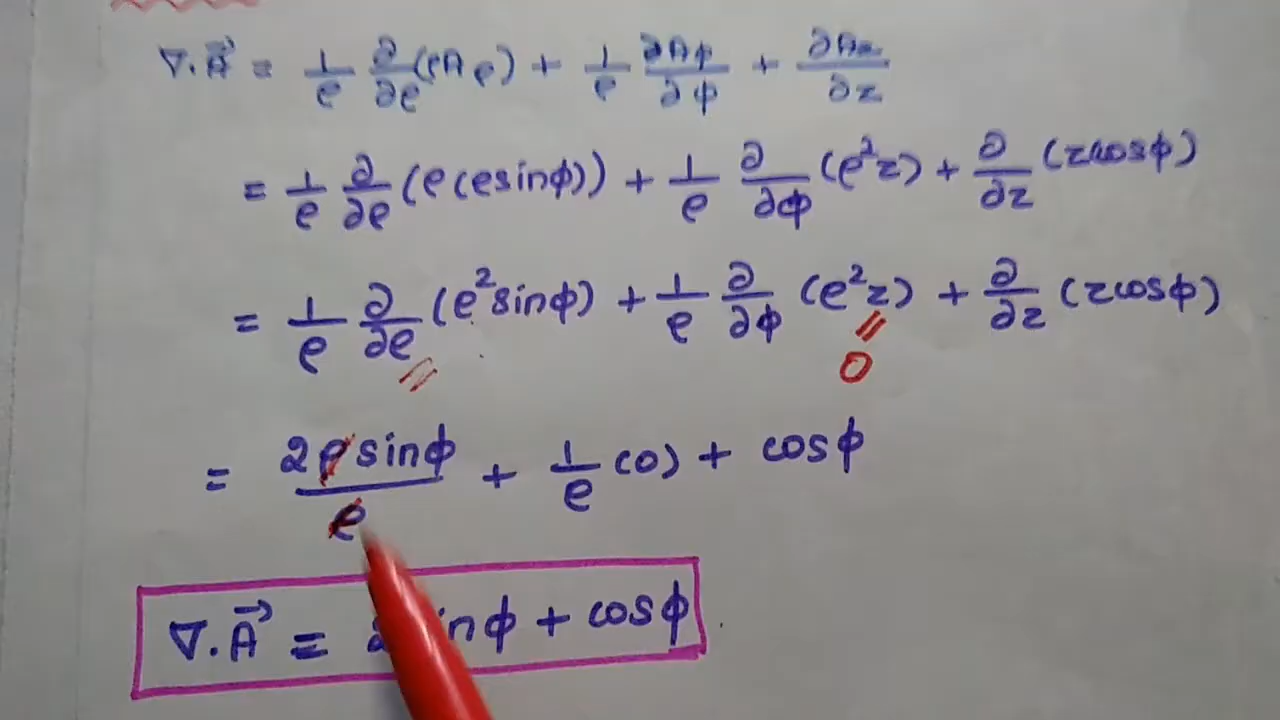 ∇.A⃗ = 1/ρ ∂/∂ρ (ρAρ) + 1/ρ ∂Aϕ/∂ϕ + ∂Az/∂z
= 1/ρ ∂/∂ρ (ρ(ρsinϕ)) + 1/ρ ∂/∂ϕ (ρ²z) + ∂/∂z (zcosϕ)
= 1/ρ ∂/∂ρ (ρ²sinϕ) + 1/ρ ∂/∂ϕ (ρ²z) + ∂/∂z (zcosϕ)
0
= 2ρsinϕ/ρ + 1/ρ (0) + cosϕ
∇.A⃗ = inϕ + cosϕ